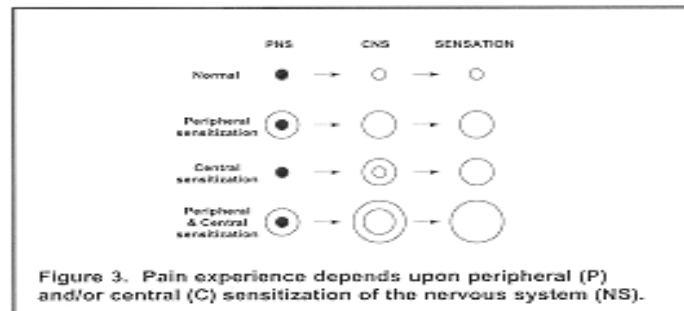 PNS CNS SENSATION
Normal
Peripheral
sensitization
Central
sensitization
Peripheral
& Central
sensitization
Figure 3. Pain experience depends upon peripheral (P)
and/or central (C) sensitization of the nervous system (NS).